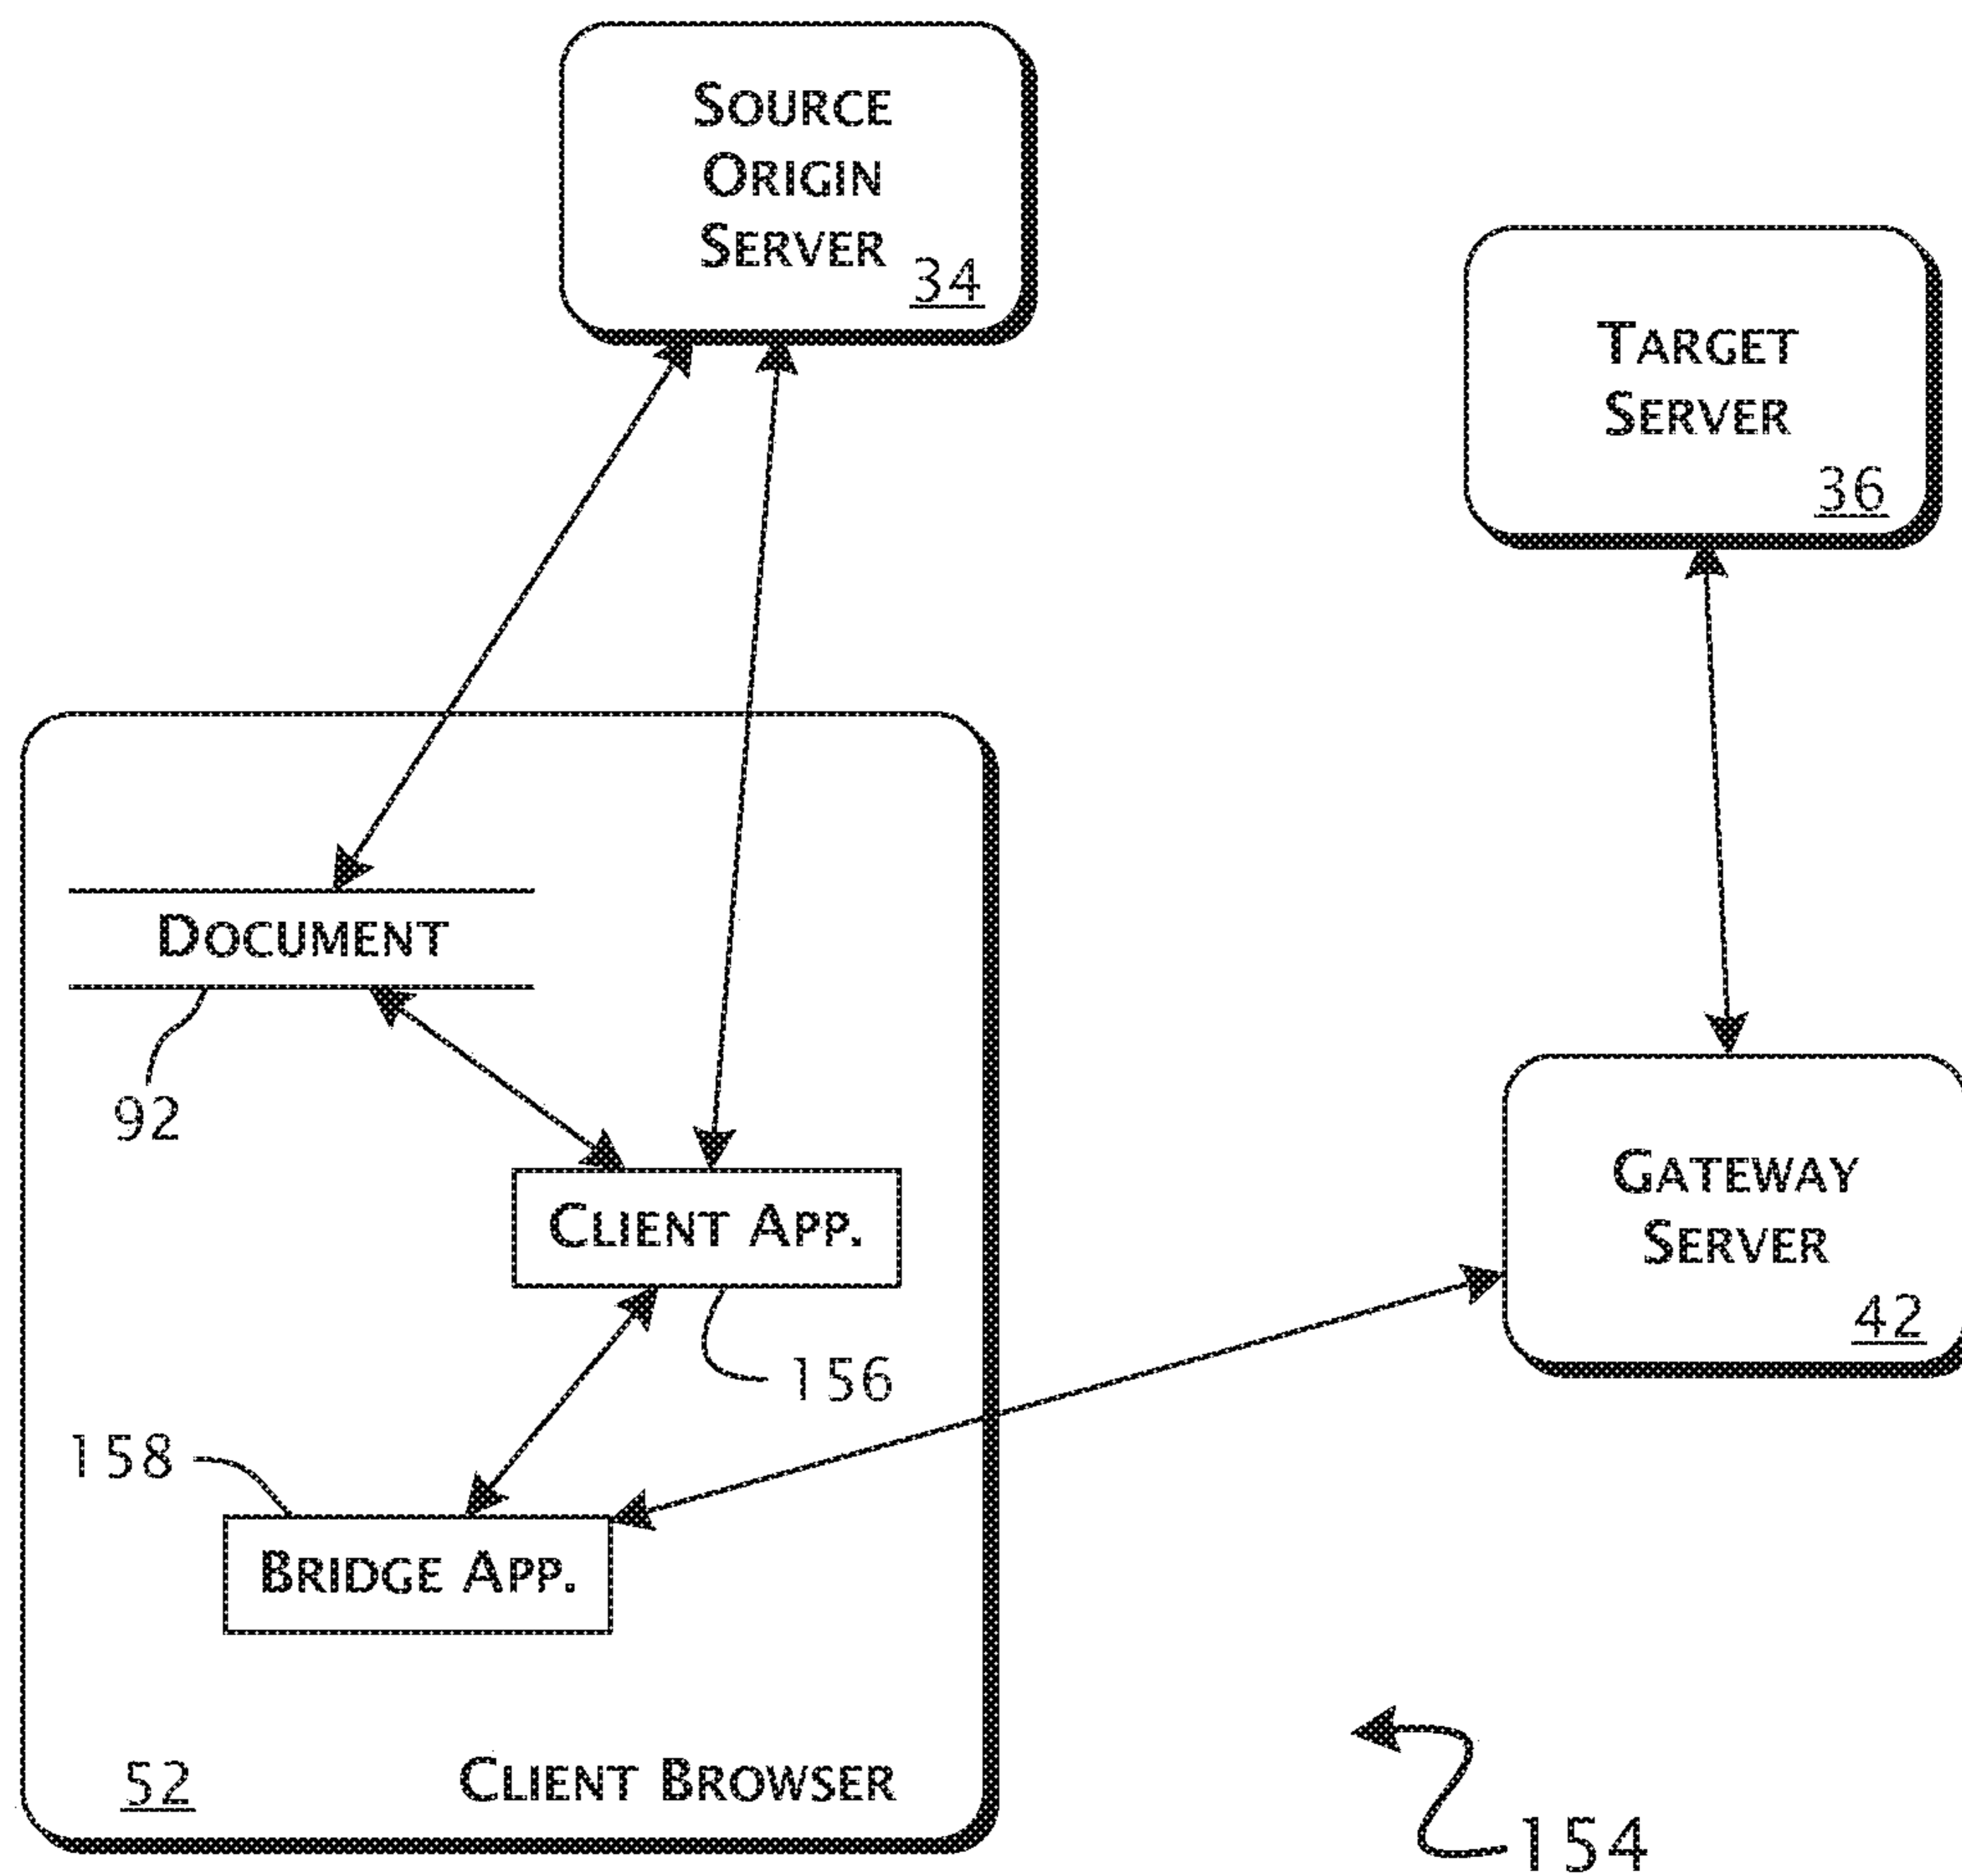 SOURCE
ORIGIN
SERVER
34
TARGET
SERVER
36
DOCUMENT
92
CLIENT APP.
156
GATEWAY
SERVER
42
158
BRIDGE APP.
52
CLIENT BROWSER
154